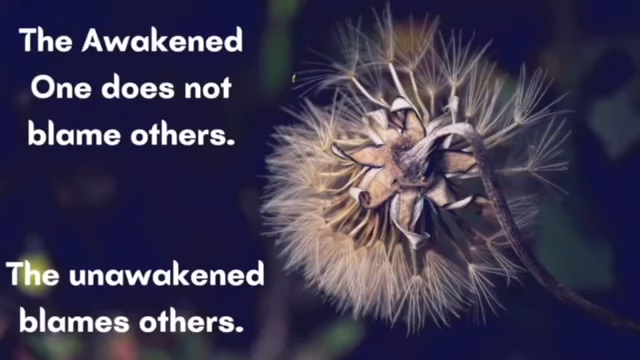 The Awakened
One does not
blame others.
The unawakened
blames others.